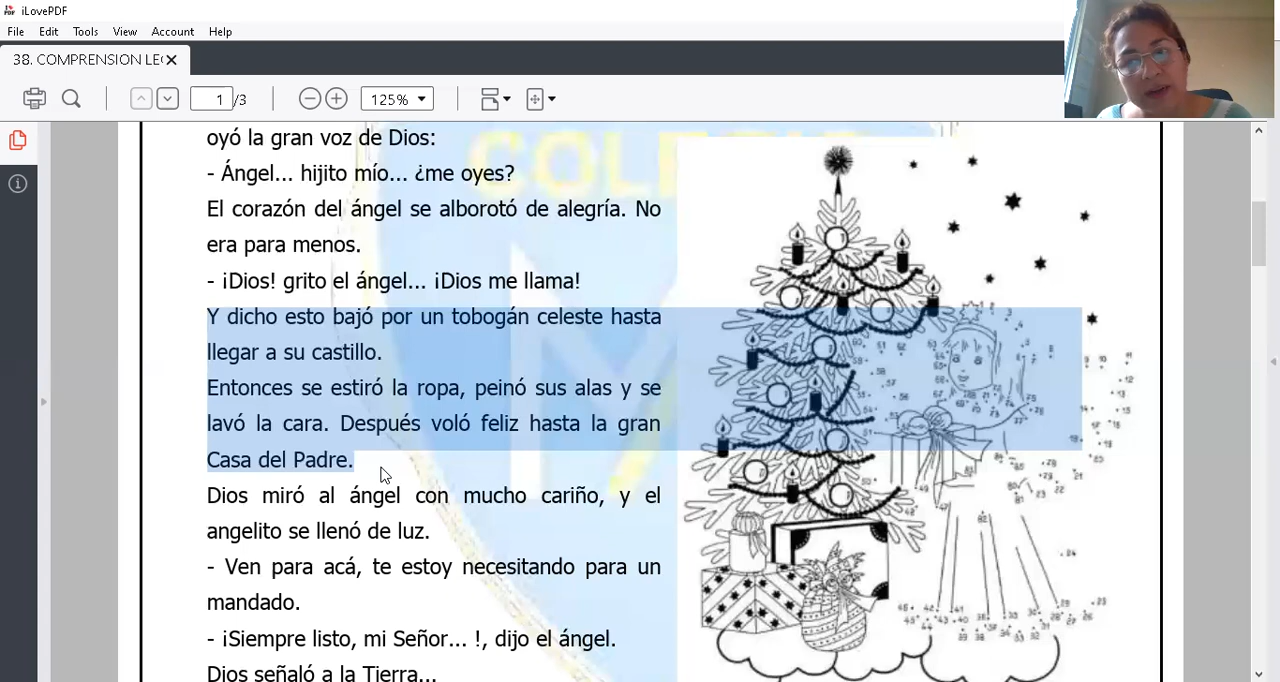 iLovePDF
File Edit Tools View Account Help
38. COMPRENSION LEC
1 /3 125%
COL
oyó la gran voz de Dios:
- Ángel... hijito mío... ¿me oyes?
El corazón del ángel se alborotó de alegría. No
era para menos.
- ¡Dios! grito el ángel... ¡Dios me llama!
Y dicho esto bajó por un tobogán celeste hasta
llegar a su castillo.
Entonces se estiró la ropa, peinó sus alas y se
lavó la cara. Después voló feliz hasta la gran
Casa del Padre.
Dios miró al ángel con mucho cariño, y el
angelito se llenó de luz.
- Ven para acá, te estoy necesitando para un
mandado.
- ¡Siempre listo, mi Señor... !, dijo el ángel.
Dios señaló a la Tierra...